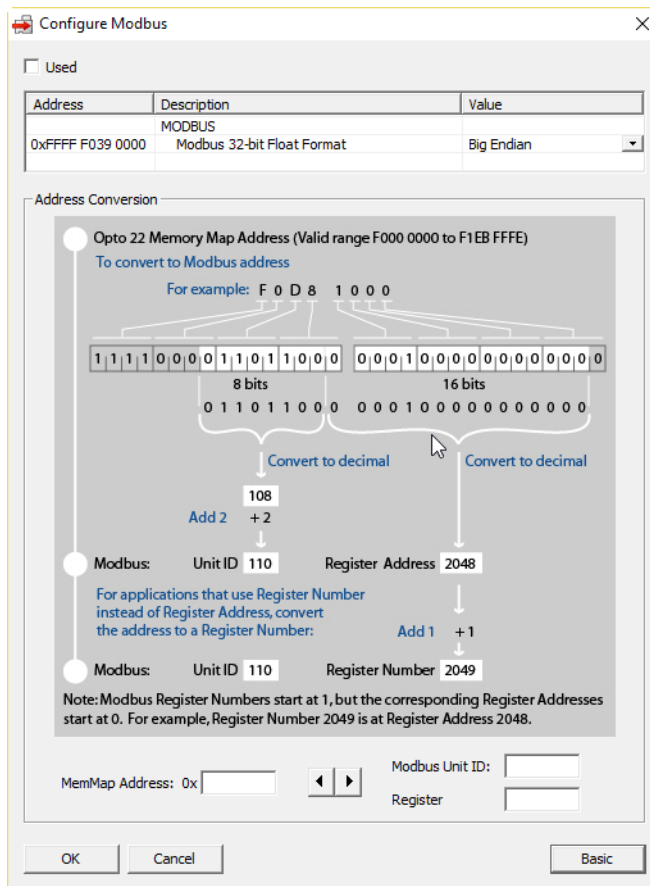 Configure Modbus
Used
Address Description Value
MODBUS
0xFFFF F039 0000 Modbus 32-bit Float Format Big Endian
Address Conversion
Opto 22 Memory Map Address (Valid range F000 0000 to F1EB FFFE)
To convert to Modbus address
For example: F 0 D 8 1 0 0 0
1 1 1 1 0 0 0 0 1 1 0 1 1 0 0 0 0 0 0 1 0 0 0 0 0 0 0 0 0 0 0 0
8 bits 16 bits
0 1 1 0 1 1 0 0 0 0 0 0 1 0 0 0 0 0 0 0 0 0 0 0
Convert to decimal Convert to decimal
108
Add 2 + 2
Modbus: Unit ID 110 Register Address 2048
For applications that use Register Number
instead of Register Address, convert
the address to a Register Number: Add 1 + 1
Modbus: Unit ID 110 Register Number 2049
Note: Modbus Register Numbers start at 1, but the corresponding Register Addresses
start at 0. For example, Register Number 2049 is at Register Address 2048.
MemMap Address: 0x Modbus Unit ID:
Register
OK Cancel Basic